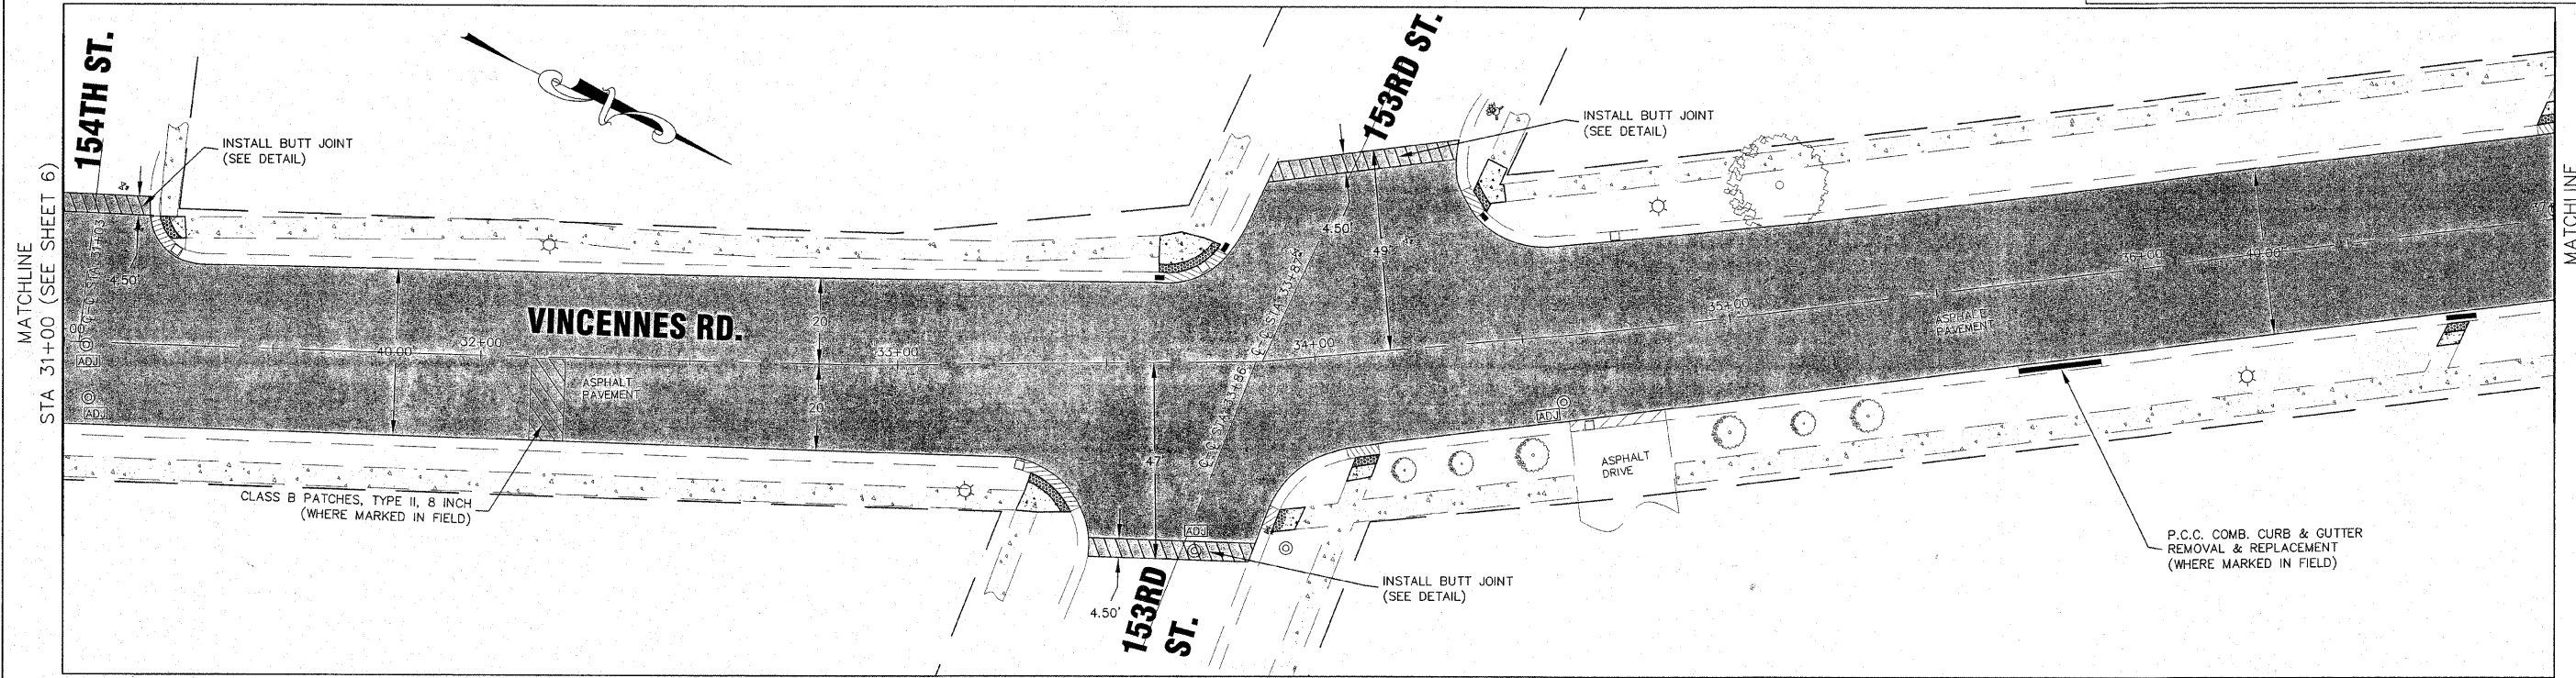 MATCHLINE
STA 31+00 (SEE SHEET 6)
154TH ST.
INSTALL BUTT JOINT
(SEE DETAIL)
4.50'
153RD ST.
INSTALL BUTT JOINT
(SEE DETAIL)
4.50'
49'
VINCENNES RD.
40.00
32+00
20
33+00
34+00
35+00
36+00
40.00
ASPHALT
PAVEMENT
ASPHALT
PAVEMENT
20
47'
ADJ
ADJ
ADJ
ADJ
CLASS B PATCHES, TYPE II, 8 INCH
(WHERE MARKED IN FIELD)
ASPHALT
DRIVE
P.C.C. COMB. CURB & GUTTER
REMOVAL & REPLACEMENT
(WHERE MARKED IN FIELD)
INSTALL BUTT JOINT
(SEE DETAIL)
4.50'
153RD
ST.
MATCHLINE